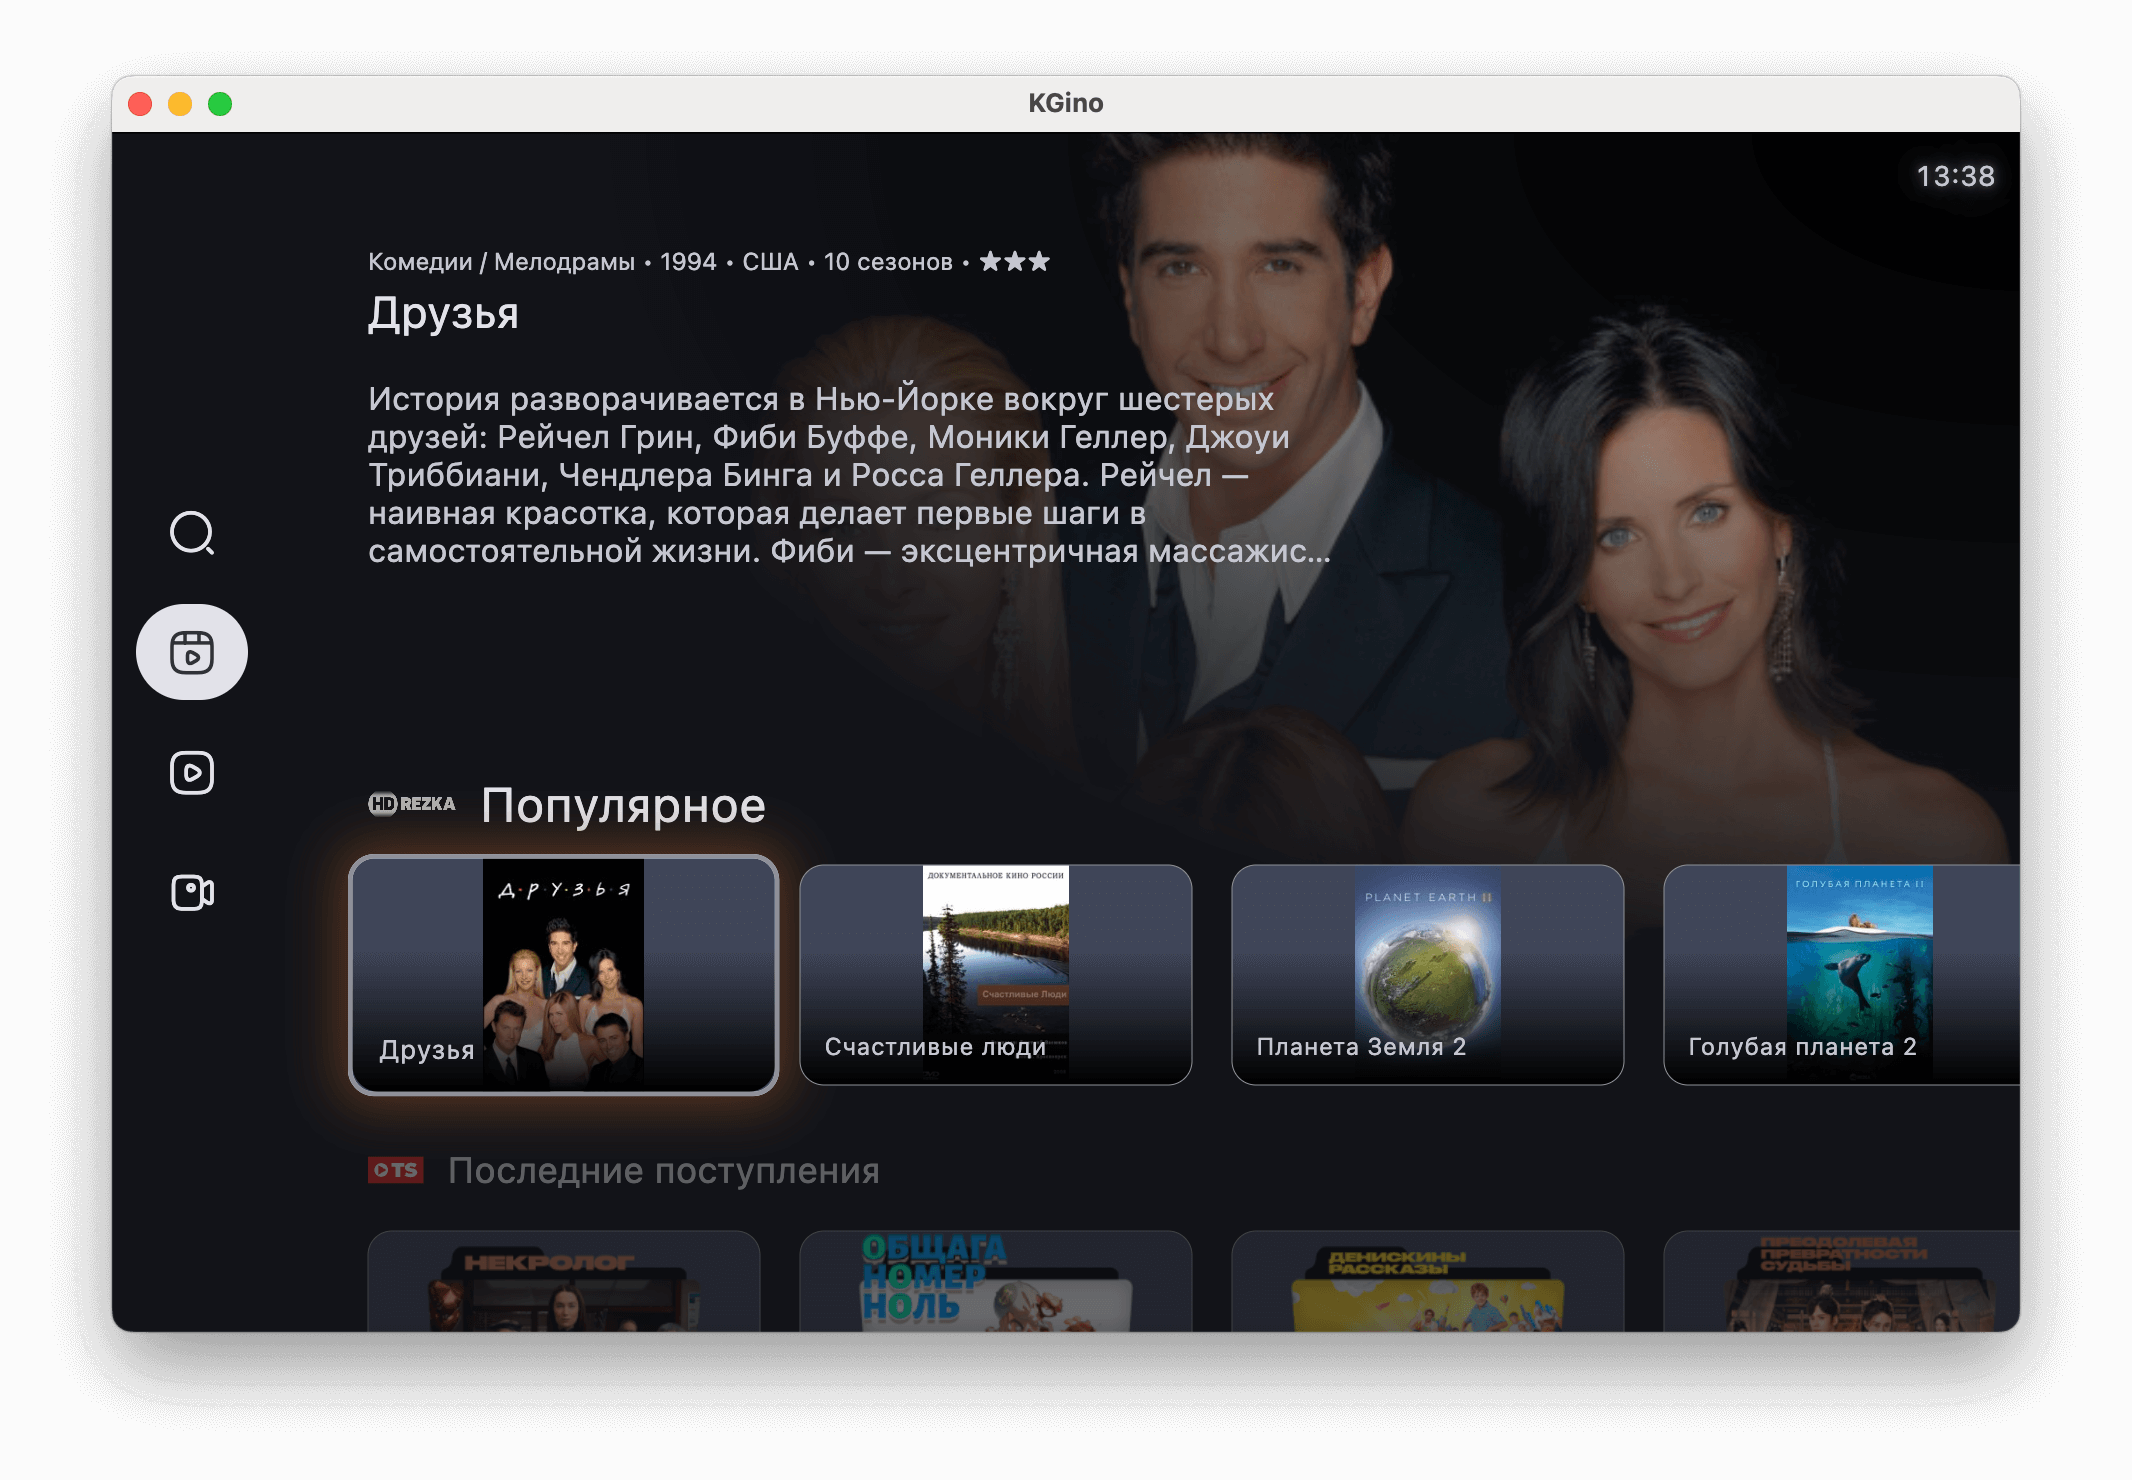 KGino
13:38
Комедии / Мелодрамы • 1994 • США • 10 сезонов • ★★★
Друзья
История разворачивается в Нью-Йорке вокруг шестерых
друзей: Рейчел Грин, Фиби Буффе, Моники Геллер, Джоуи
Триббиани, Чендлера Бинга и Росса Геллера. Рейчел —
наивная красотка, которая делает первые шаги в
самостоятельной жизни. Фиби — эксцентричная массажис...
HD REZKA Популярное
Д•Р•У•З•Ь•Я
Друзья
ДОКУМЕНТАЛЬНОЕ КИНО РОССИИ
Счастливые Люди
Счастливые люди
PLANET EARTH II
Планета Земля 2
ГОЛУБАЯ ПЛАНЕТА II
Голубая планета 2
TS Последние поступления
НЕКРОЛОГ
ОБЩАГА
НОМЕР
НОЛЬ
ДЕНИСКИНЫ
РАССКАЗЫ
ПРЕОДОЛЕВАЯ
ПРЕВРАТНОСТИ
СУДЬБЫ